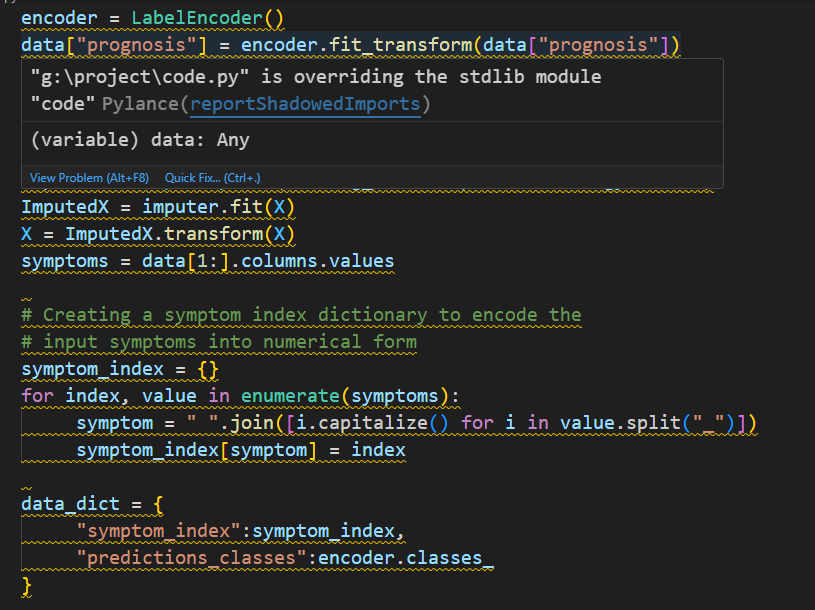 encoder = LabelEncoder()
data["prognosis"] = encoder.fit_transform(data["prognosis"])
"g:\project\code.py" is overriding the stdlib module
"code" Pylance(reportShadowedImports)
(variable) data: Any
View Problem (Alt+F8) Quick Fix... (Ctrl+.)
ImputedX = imputer.fit(X)
X = ImputedX.transform(X)
symptoms = data[1:].columns.values
# Creating a symptom index dictionary to encode the
# input symptoms into numerical form
symptom_index = {}
for index, value in enumerate(symptoms):
symptom = " ".join([i.capitalize() for i in value.split("_")])
symptom_index[symptom] = index
data_dict = {
"symptom_index":symptom_index,
"predictions_classes":encoder.classes_
}